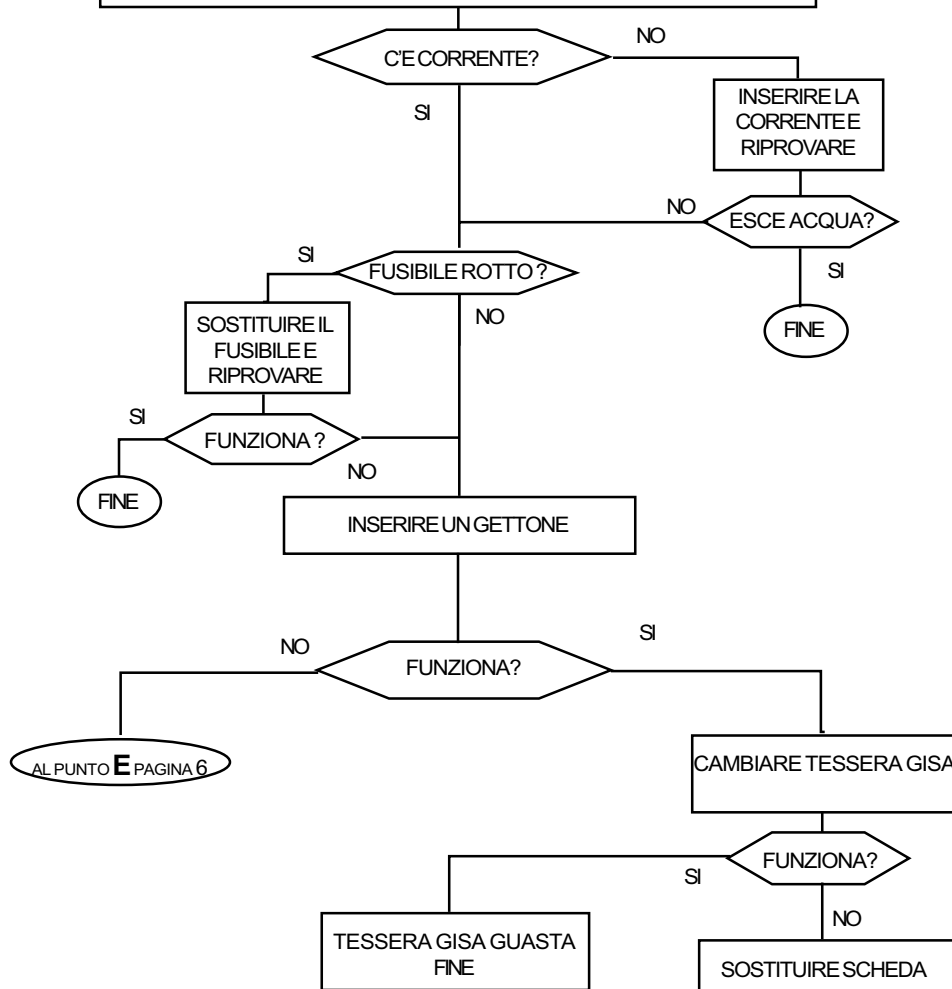 C'E CORRENTE?
NO
SI
INSERIRE LA
CORRENTE E
RIPROVARE
NO
ESCE ACQUA?
SI
FINE
SI
FUSIBILE ROTTO ?
NO
SOSTITUIRE IL
FUSIBILE E
RIPROVARE
SI
FUNZIONA ?
NO
FINE
INSERIRE UN GETTONE
NO
FUNZIONA?
SI
AL PUNTO E PAGINA 6
CAMBIARE TESSERA GISA
FUNZIONA?
SI
NO
TESSERA GISA GUASTA
FINE
SOSTITUIRE SCHEDA